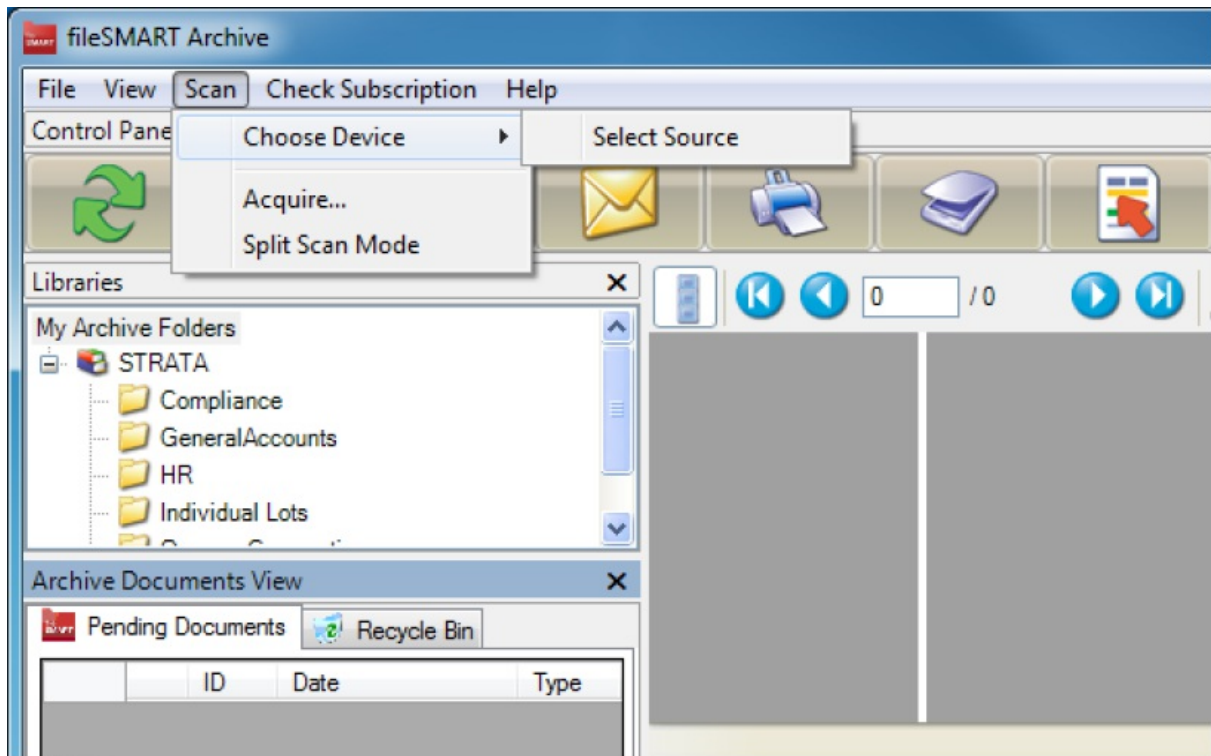 fileSMART Archive
File View Scan Check Subscription Help
Control Pane
Choose Device Select Source
Acquire...
Split Scan Mode
Libraries
0 / 0
My Archive Folders
STRATA
Compliance
GeneralAccounts
HR
Individual Lots
Archive Documents View
Pending Documents Recycle Bin
ID Date Type